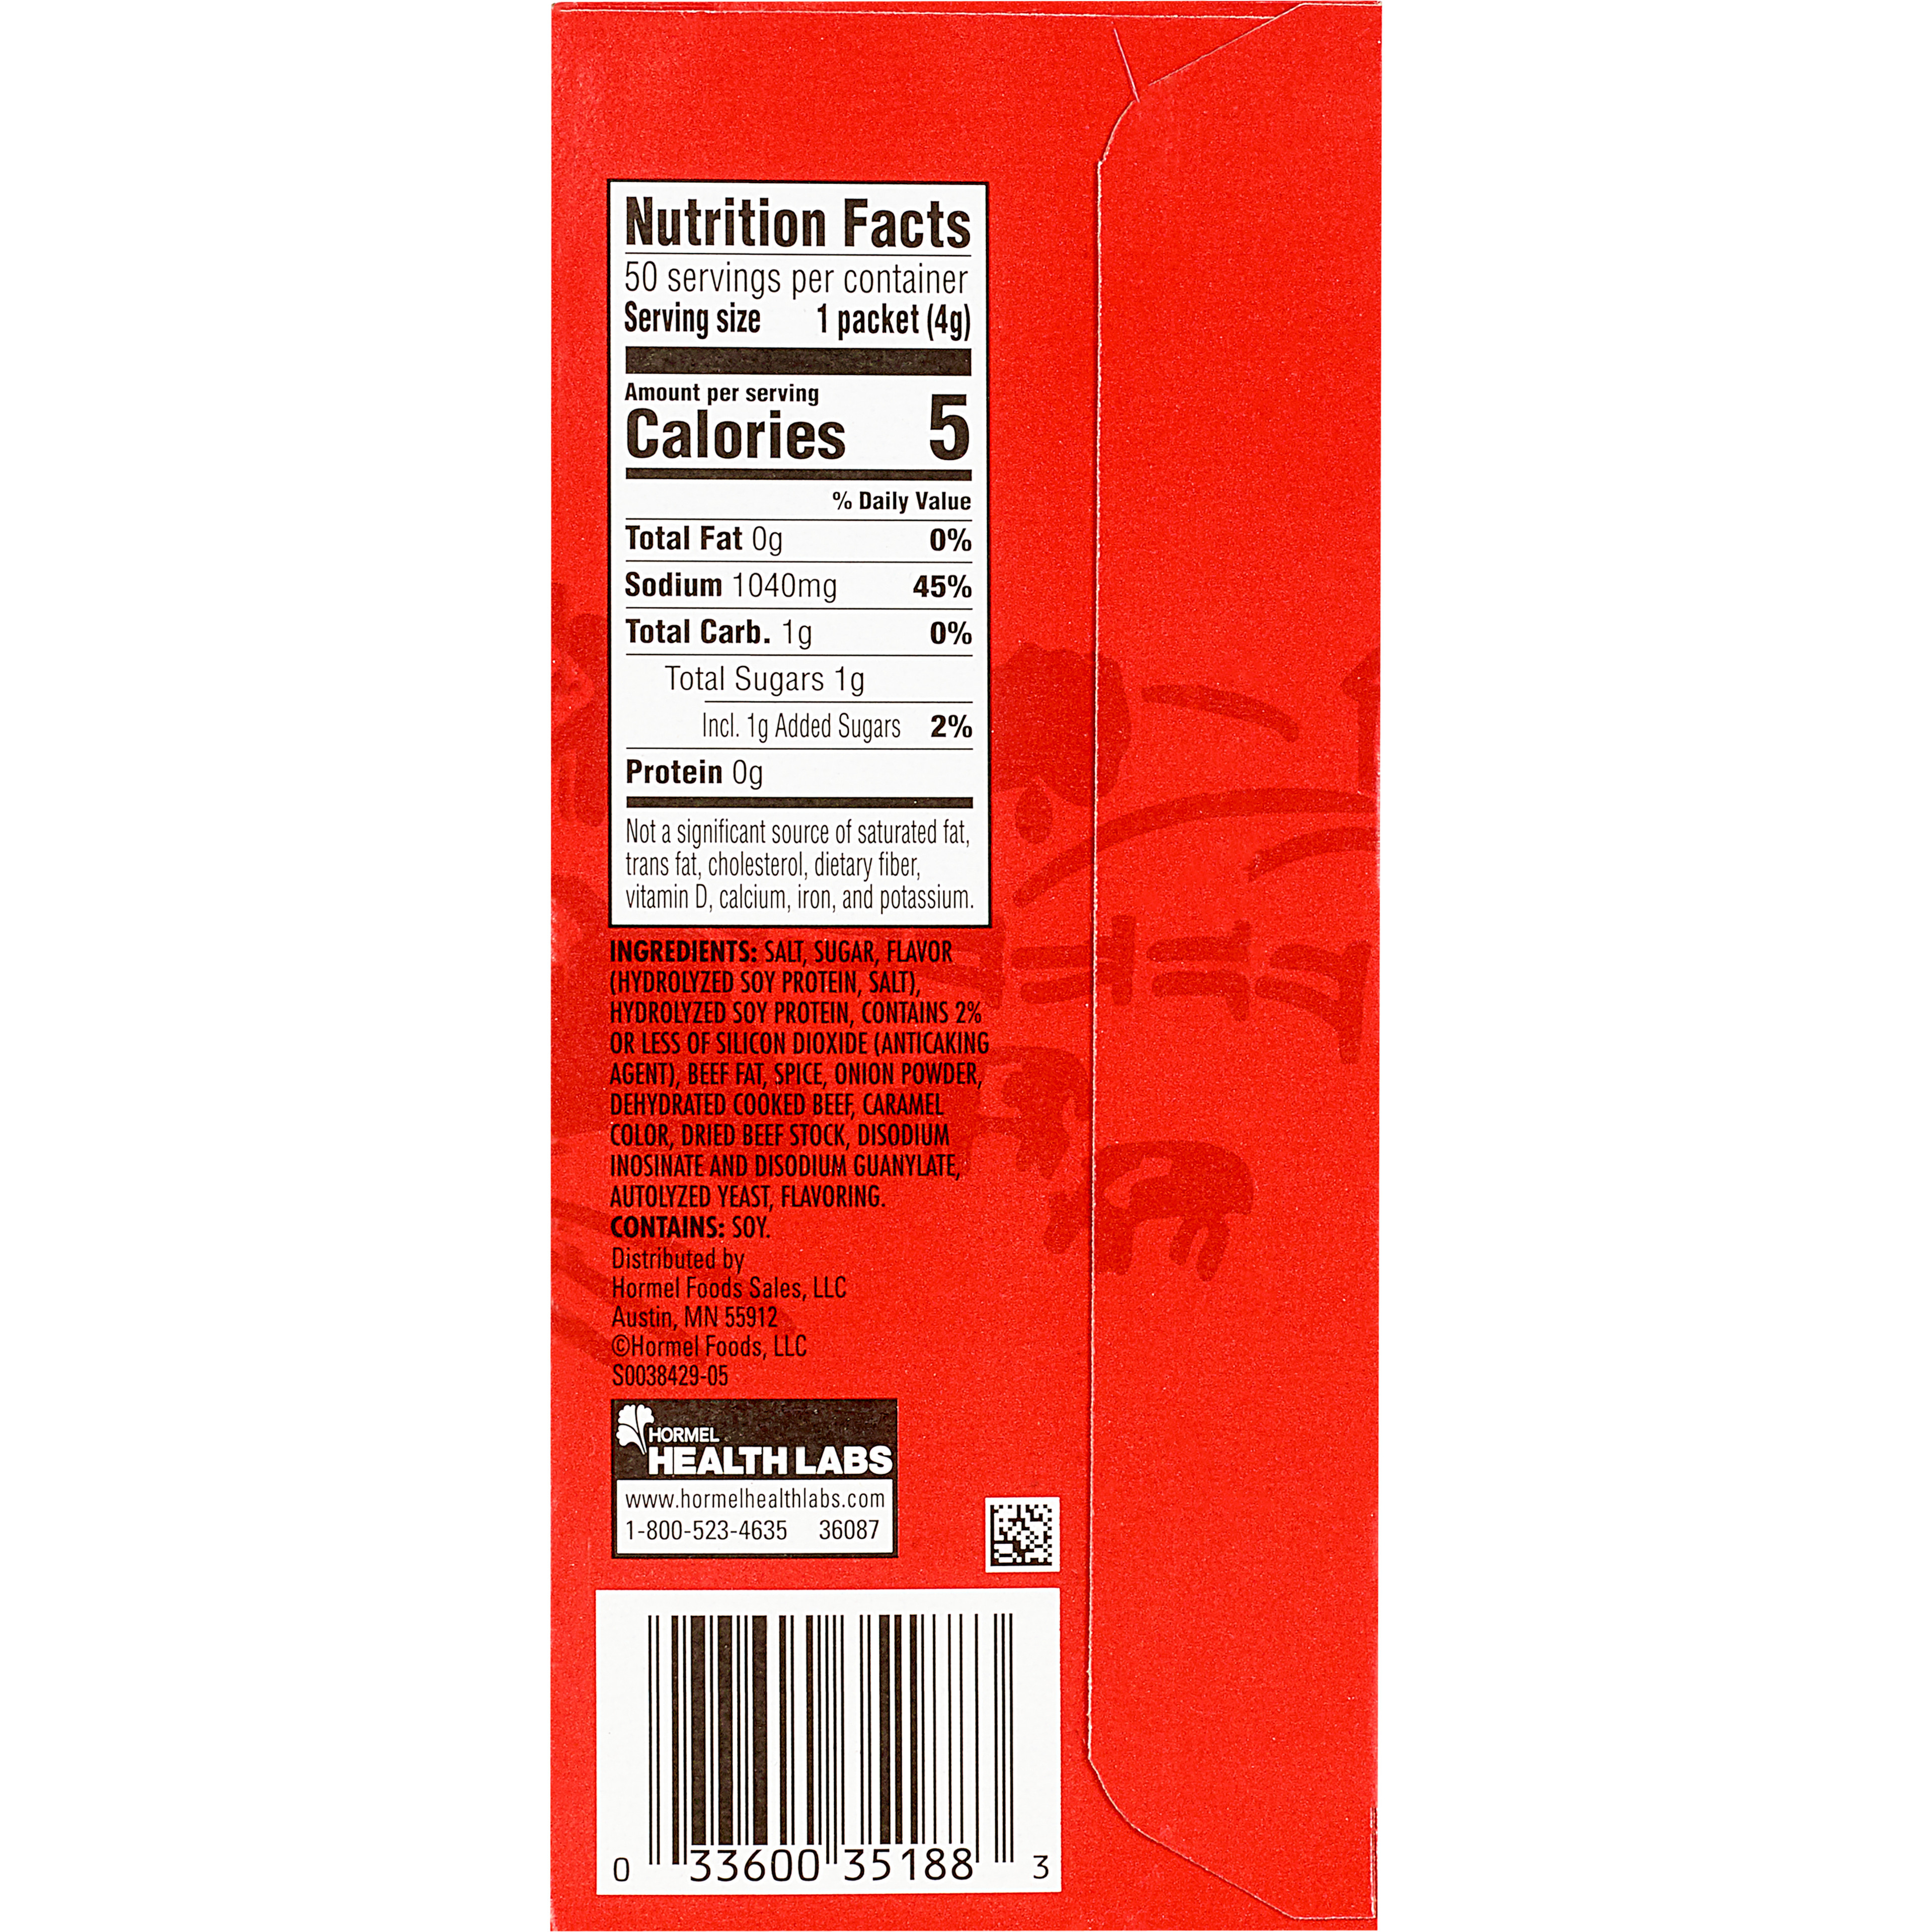 Nutrition Facts
50 servings per container
Serving size 1 packet (4g)
Amount per serving
Calories 5
% Daily Value
Total Fat 0g 0%
Sodium 1040mg 45%
Total Carb. 1g 0%
Total Sugars 1g
Incl. 1g Added Sugars 2%
Protein 0g
Not a significant source of saturated fat,
trans fat, cholesterol, dietary fiber,
vitamin D, calcium, iron, and potassium.
INGREDIENTS: SALT, SUGAR, FLAVOR
(HYDROLYZED SOY PROTEIN, SALT),
HYDROLYZED SOY PROTEIN, CONTAINS 2%
OR LESS OF SILICON DIOXIDE (ANTICAKING
AGENT), BEEF FAT, SPICE, ONION POWDER,
DEHYDRATED COOKED BEEF, CARAMEL
COLOR, DRIED BEEF STOCK, DISODIUM
INOSINATE AND DISODIUM GUANYLATE,
AUTOLYZED YEAST, FLAVORING.
CONTAINS: SOY.
Distributed by
Hormel Foods Sales, LLC
Austin, MN 55912
©Hormel Foods, LLC
S0038429-05
HORMEL
HEALTH LABS
www.hormelhealthlabs.com
1-800-523-4635 36087
0 33600 35188 3